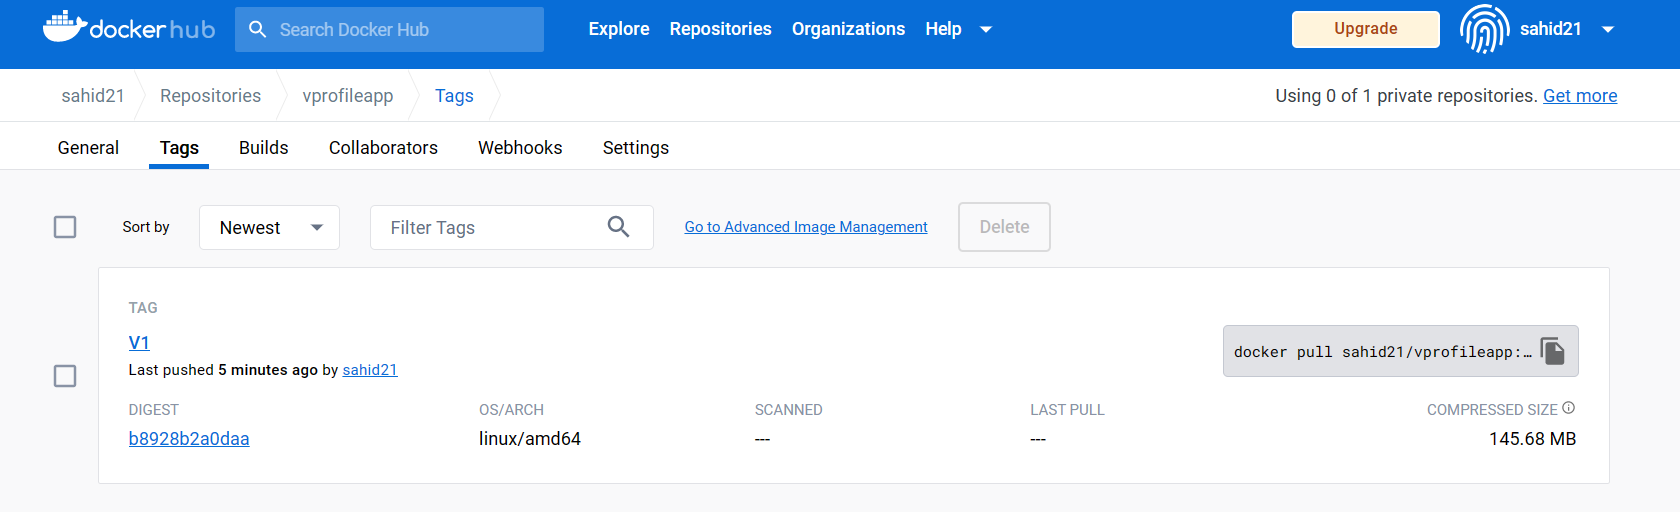 docker hub Search Docker Hub Explore Repositories Organizations Help Upgrade sahid21
sahid21 Repositories vprofileapp Tags Using 0 of 1 private repositories. Get more
General Tags Builds Collaborators Webhooks Settings
Sort by Newest Filter Tags Go to Advanced Image Management Delete
TAG
V1
docker pull sahid21/vprofileapp:…
Last pushed 5 minutes ago by sahid21
DIGEST OS/ARCH SCANNED LAST PULL COMPRESSED SIZE
b8928b2a0daa linux/amd64 --- --- 145.68 MB